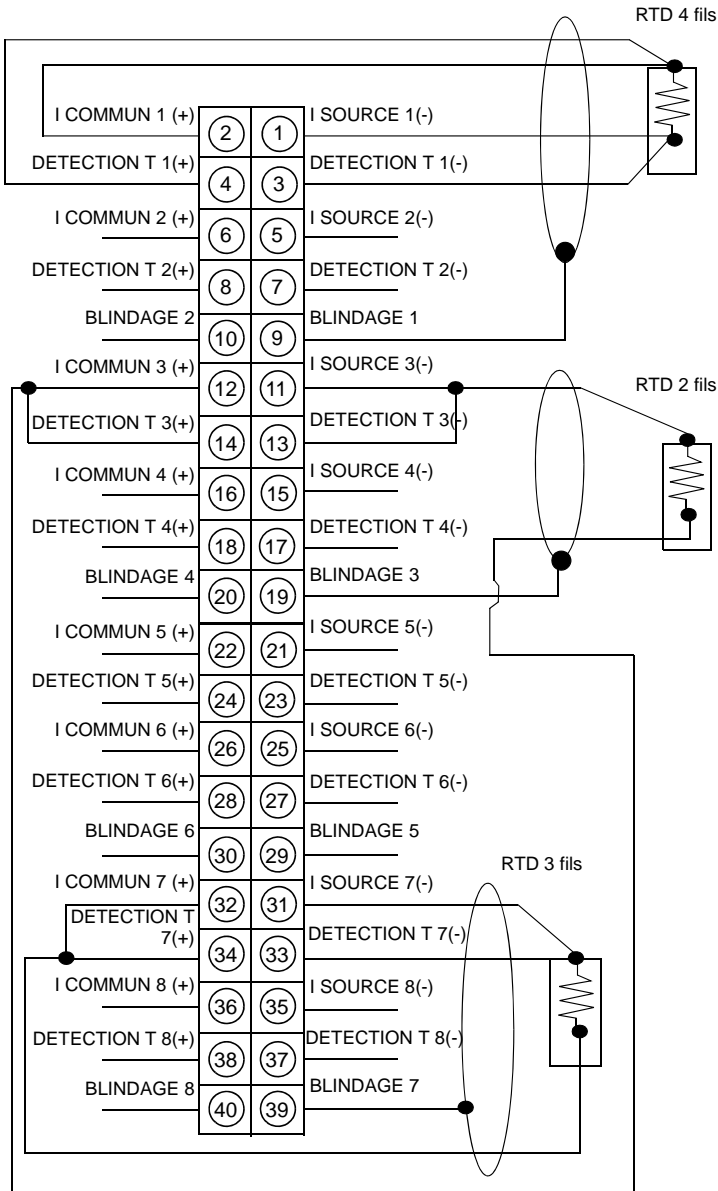 RTD 4 fils
I COMMUN 1 (+) 2 1 I SOURCE 1(-)
DETECTION T 1(+) 4 3 DETECTION T 1(-)
I COMMUN 2 (+) 6 5 I SOURCE 2(-)
DETECTION T 2(+) 8 7 DETECTION T 2(-)
BLINDAGE 2 10 9 BLINDAGE 1
I COMMUN 3 (+) 12 11 I SOURCE 3(-)
RTD 2 fils
DETECTION T 3(+) 14 13 DETECTION T 3(-)
I COMMUN 4 (+) 16 15 I SOURCE 4(-)
DETECTION T 4(+) 18 17 DETECTION T 4(-)
BLINDAGE 4 20 19 BLINDAGE 3
I COMMUN 5 (+) 22 21 I SOURCE 5(-)
DETECTION T 5(+) 24 23 DETECTION T 5(-)
I COMMUN 6 (+) 26 25 I SOURCE 6(-)
DETECTION T 6(+) 28 27 DETECTION T 6(-)
BLINDAGE 6 30 29 BLINDAGE 5
RTD 3 fils
I COMMUN 7 (+) 32 31 I SOURCE 7(-)
DETECTION T
7(+) 34 33 DETECTION T 7(-)
I COMMUN 8 (+) 36 35 I SOURCE 8(-)
DETECTION T 8(+) 38 37 DETECTION T 8(-)
BLINDAGE 8 40 39 BLINDAGE 7